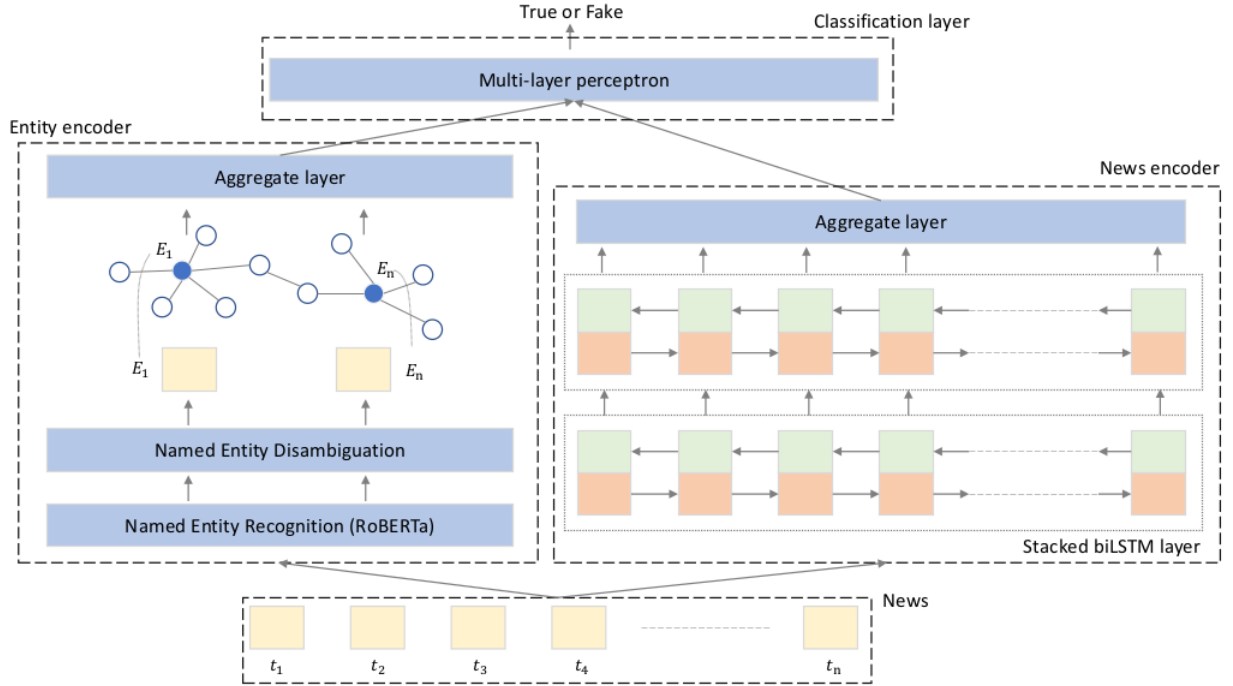 True or Fake
Classification layer
Multi-layer perceptron
Entity encoder
Aggregate layer
News encoder
Aggregate layer
E1
En
E1
En
Named Entity Disambiguation
Named Entity Recognition (RoBERTa)
Stacked biLSTM layer
News
t1 t2 t3 t4 tn